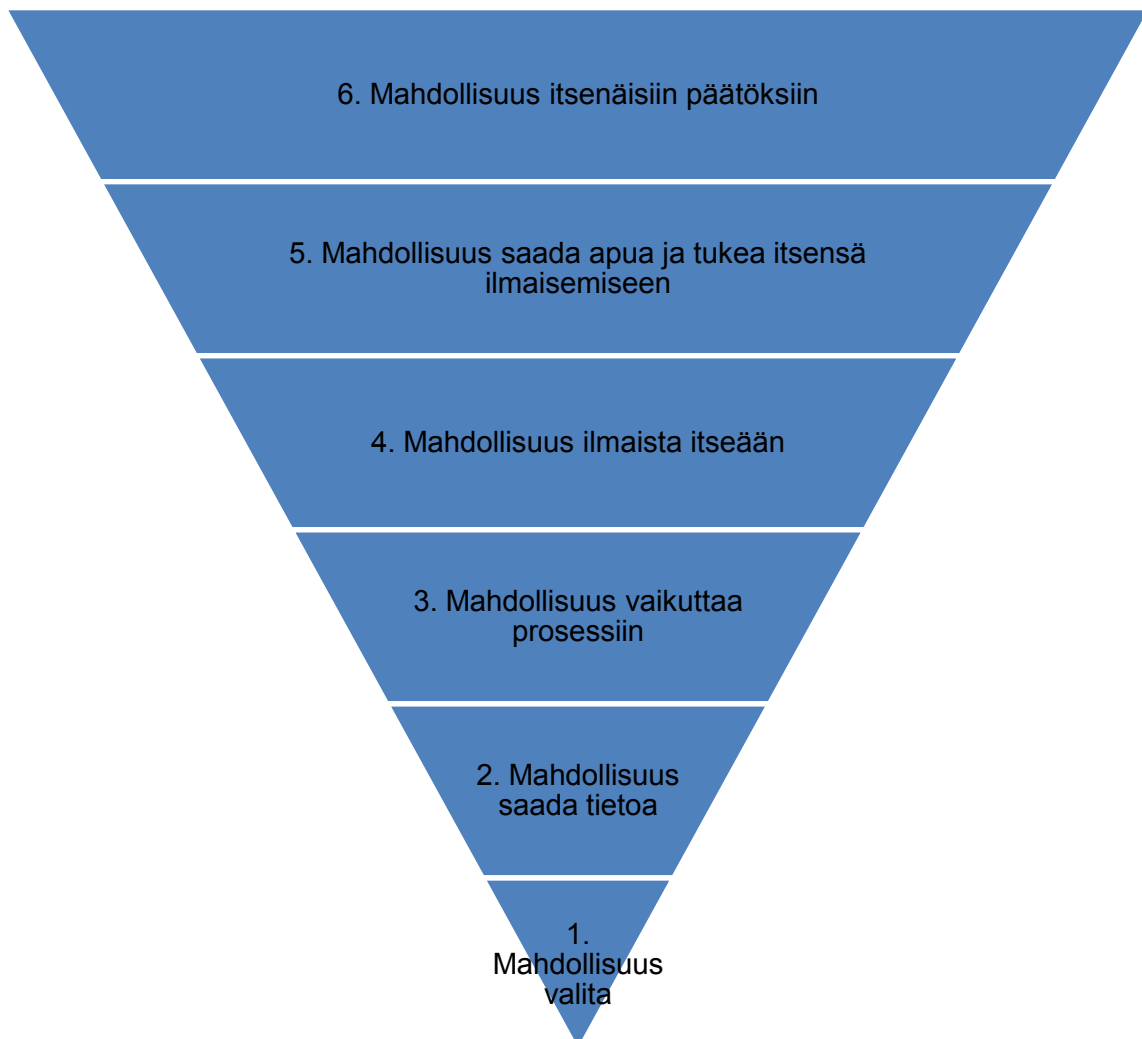 6. Mahdollisuus itsenäisiin päätöksiin
5. Mahdollisuus saada apua ja tukea itsensä
ilmaisemiseen
4. Mahdollisuus ilmaista itseään
3. Mahdollisuus vaikuttaa
prosessiin
2. Mahdollisuus
saada tietoa
1.
Mahdollisuus
valita